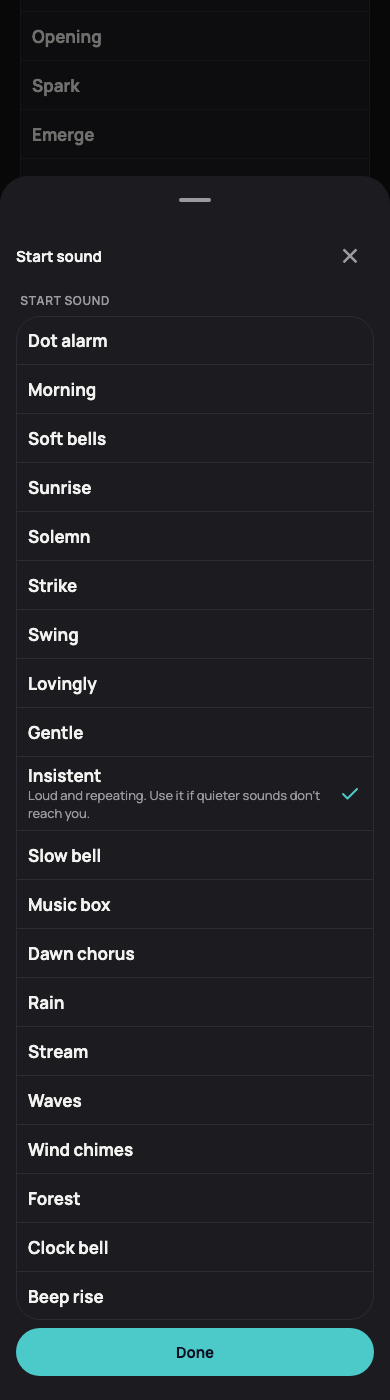 Opening
Spark
Emerge
Start sound
START SOUND
Dot alarm
Morning
Soft bells
Sunrise
Solemn
Strike
Swing
Lovingly
Gentle
Insistent
Loud and repeating. Use it if quieter sounds don't
reach you.
Slow bell
Music box
Dawn chorus
Rain
Stream
Waves
Wind chimes
Forest
Clock bell
Beep rise
Done